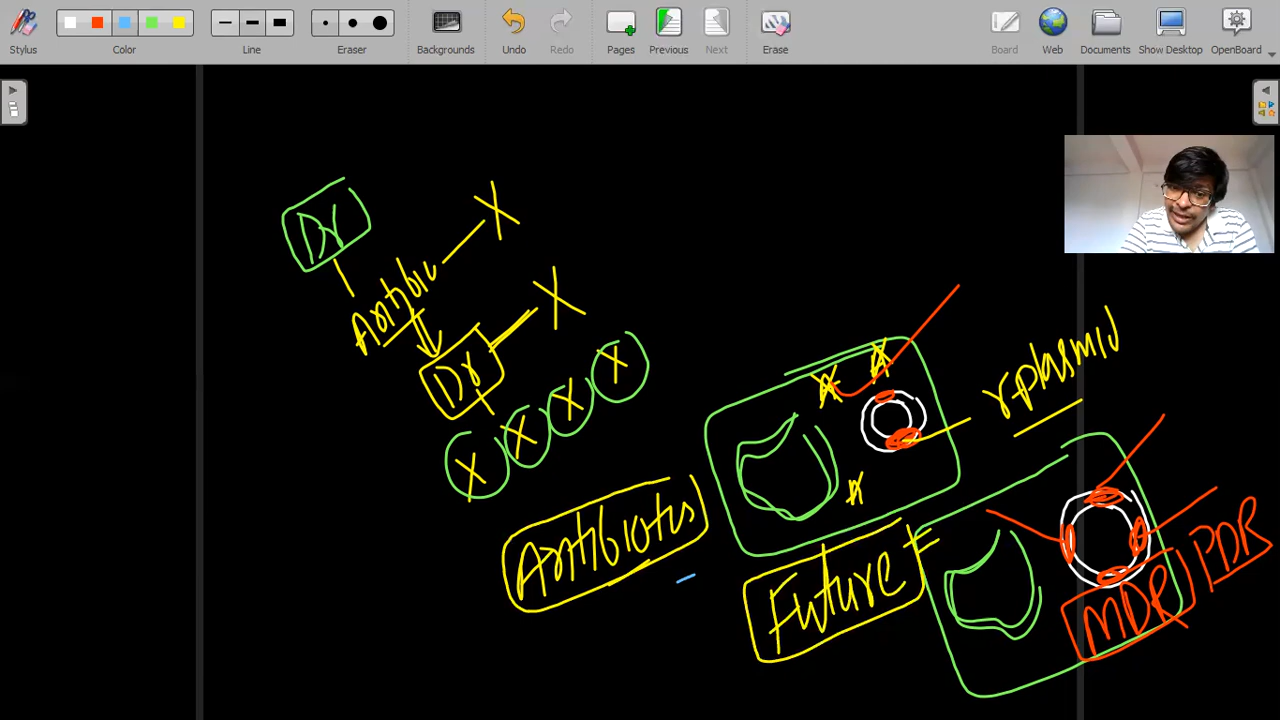 Stylus
Color
Line
Eraser
Backgrounds
Undo
Redo
Pages
Previous
Next
Erase
Board
Web
Documents
Show Desktop
OpenBoard
Dr
X
Antibio
X
Dr
X X X X
A A
r plasmid
A
Antibiotis
Future
MDR) PDR